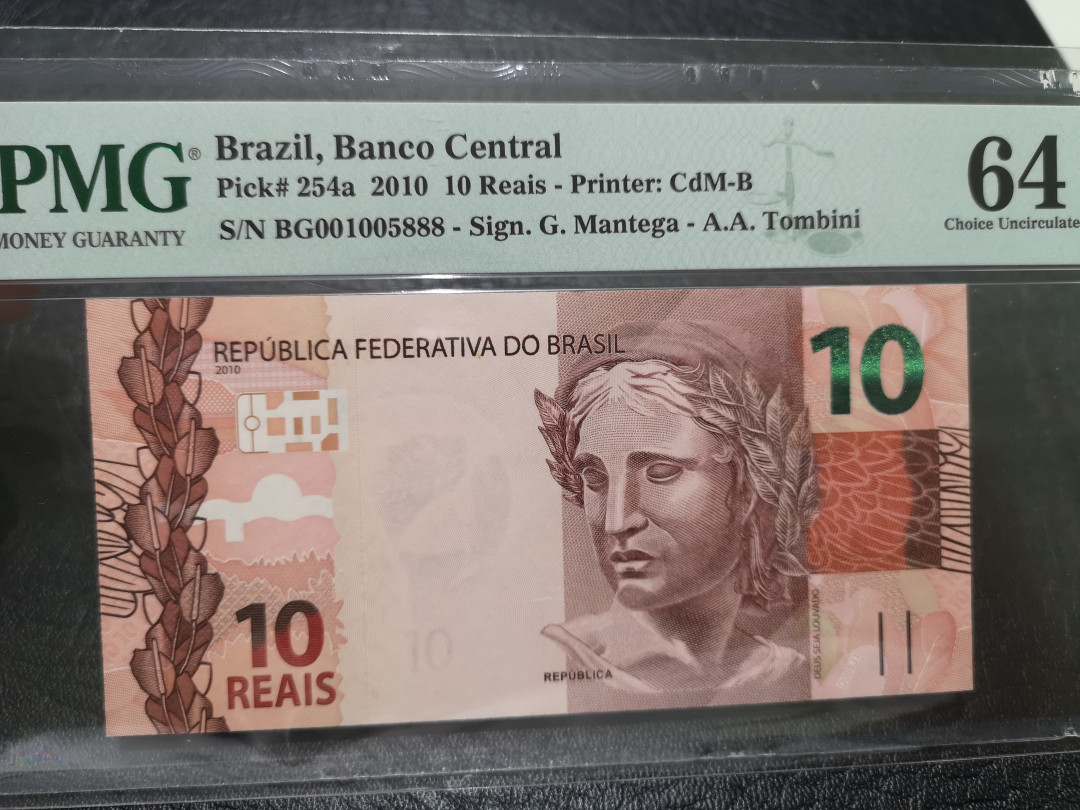 PMG®
MONEY GUARANTY
Brazil, Banco Central
Pick# 254a 2010 10 Reais - Printer: CdM-B
S/N BG001005888 - Sign. G. Mantega - A.A. Tombini
64
Choice Uncirculate
REPÚBLICA FEDERATIVA DO BRASIL
2010
10
10
10
REAIS
REPÚBLICA
DEUS SEJA LOUVADO